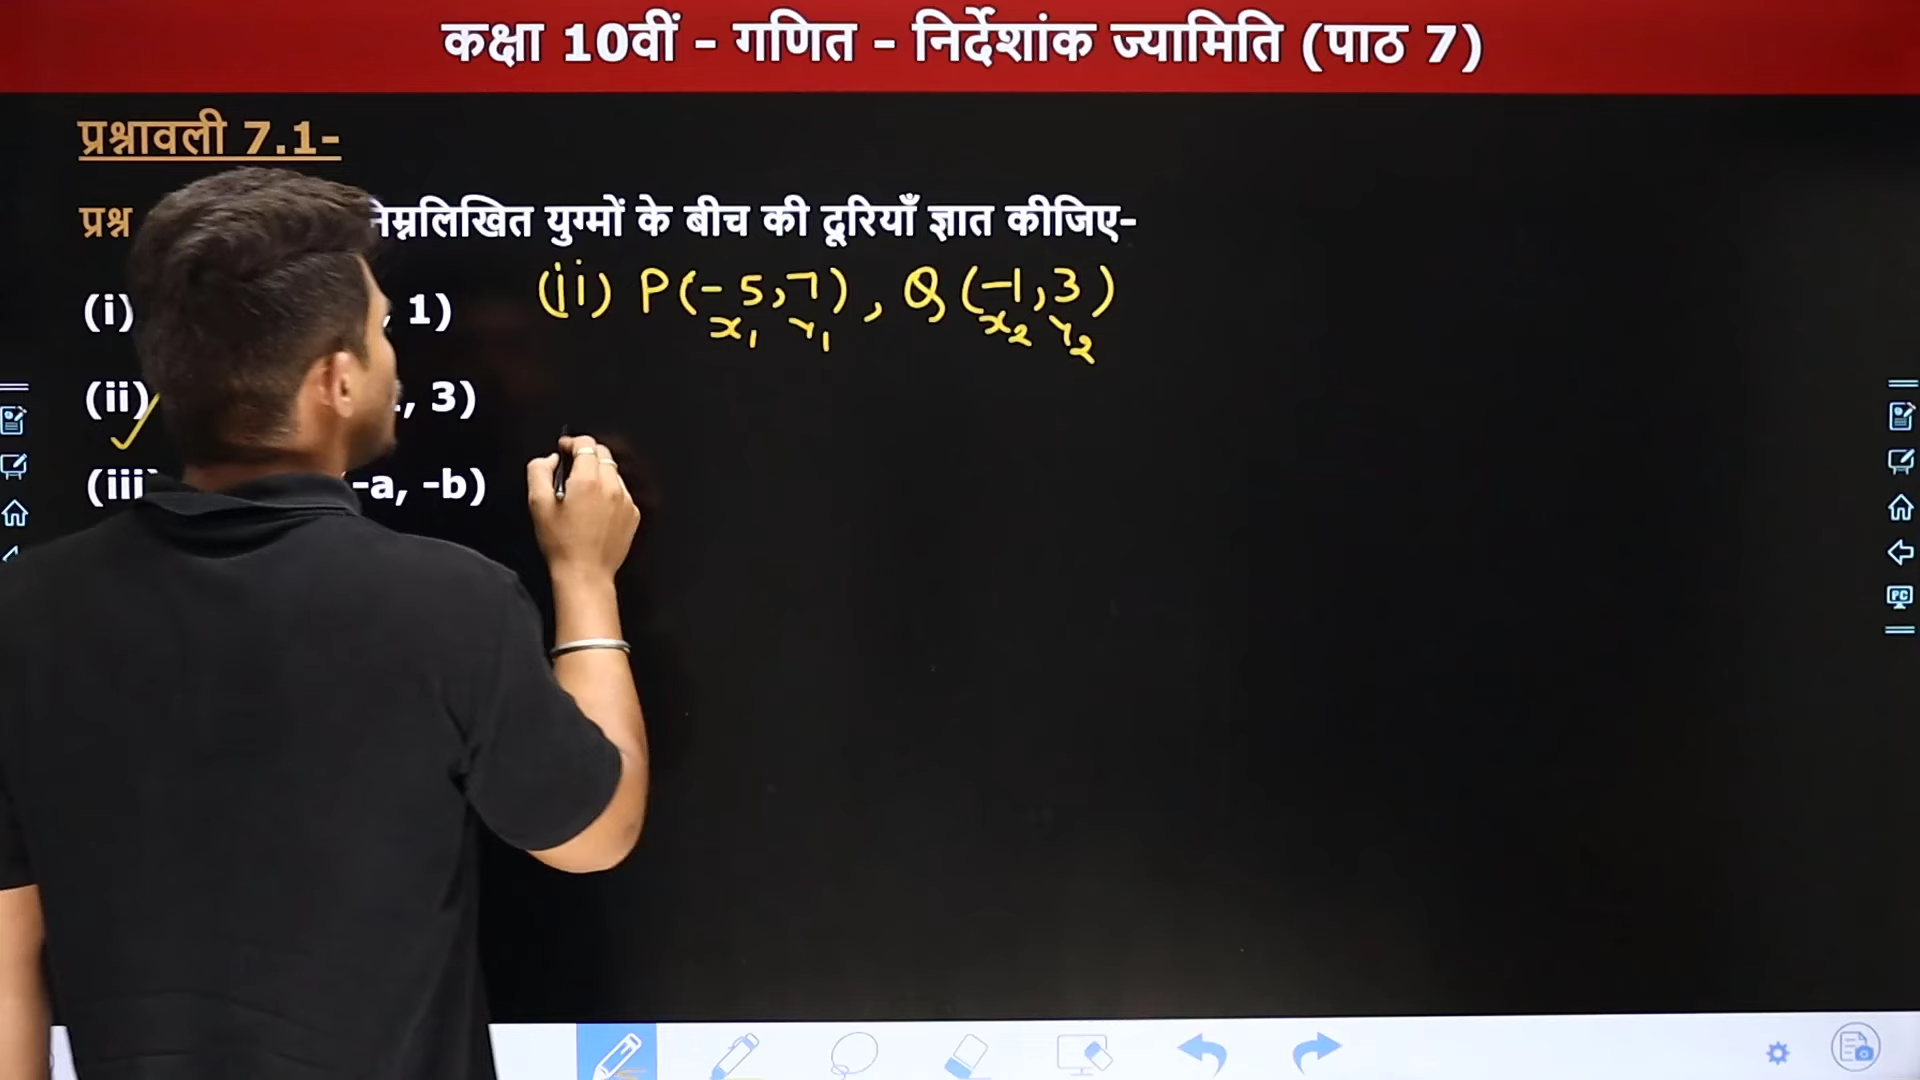 कक्षा 10वीं - गणित - निर्देशांक ज्यामिति (पाठ 7)
प्रश्नावली 7.1-
प्रश्न युग्मों के बीच की दूरियाँ ज्ञात कीजिए-
(i) 1)
(ii) 3)
(iii) -a, -b)
(ii) P(-5,7), Q(-1,3)
x₁ y₁ x₂ y₂
PC